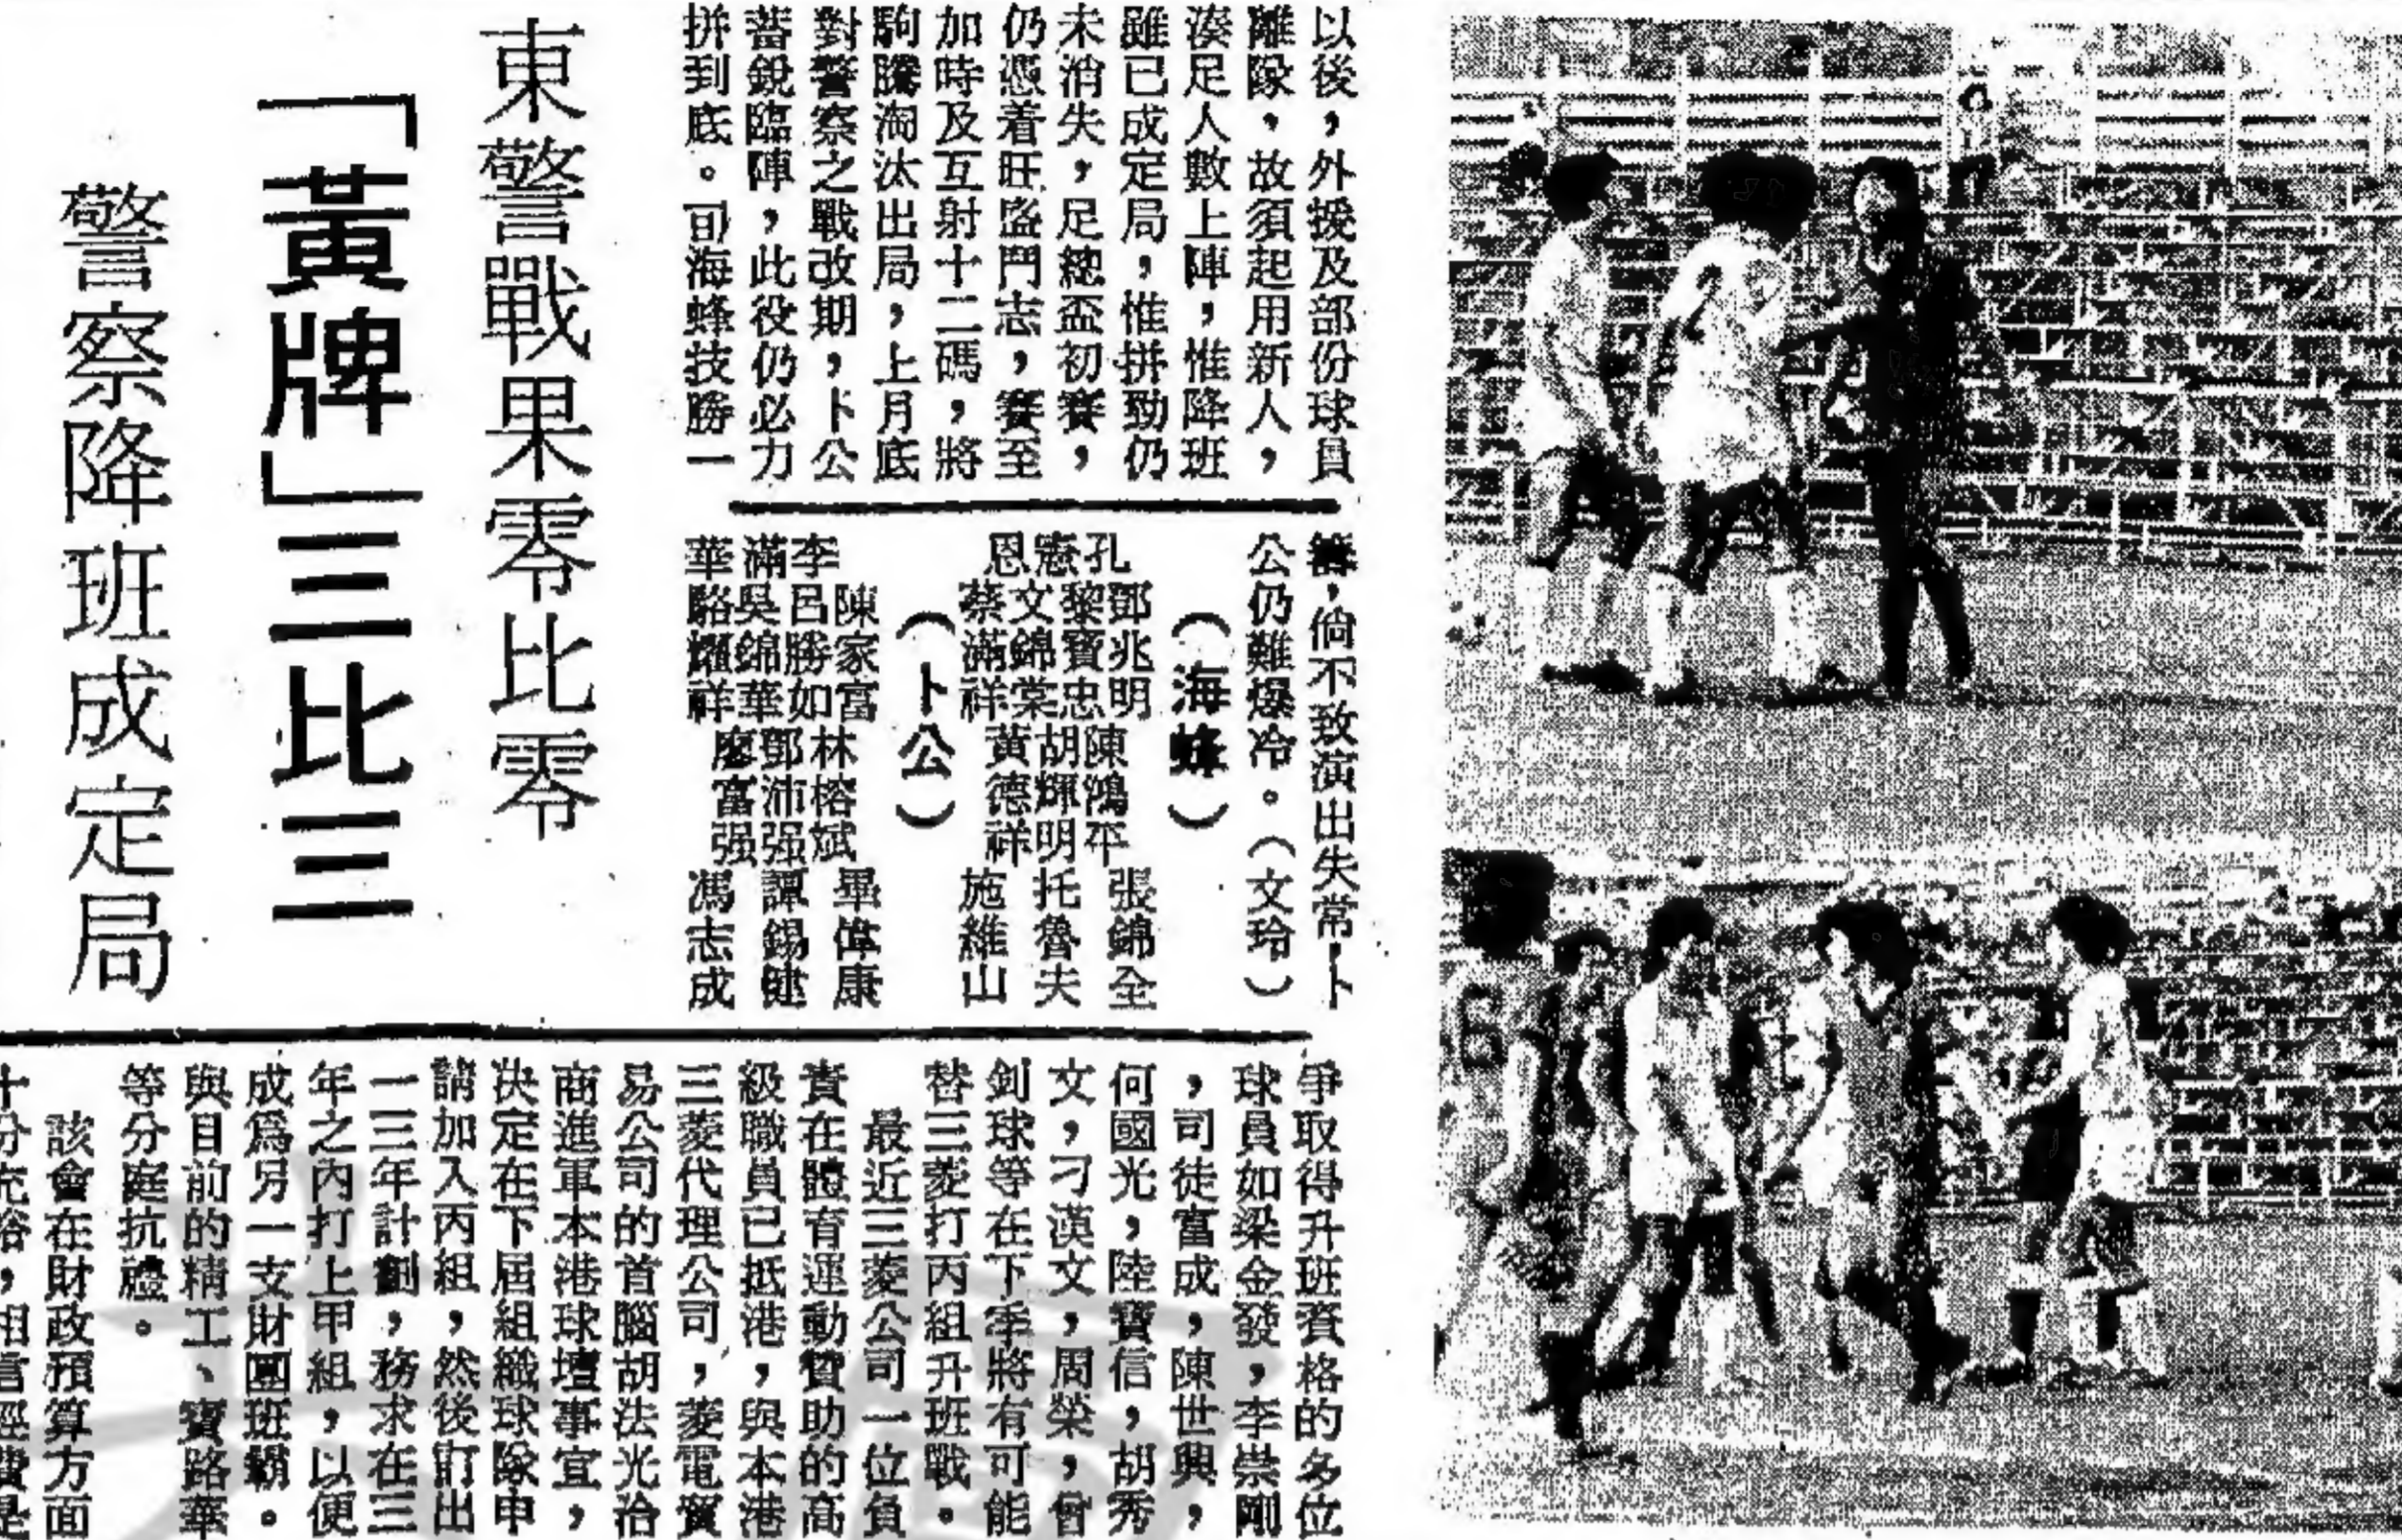 以後，外援及部份球員
離隊，故須起用新人，
湊足人數上陣，惟降班
雖已成定局，惟拼勁仍
未消失，足總盃初賽，
仍憑着旺盛鬥志，賽至
加時及互射十二碼，將
駒騰淘汰出局，上月底
對警察之戰改期，卜公
蓄銳臨陣，此役仍必力
拼到底。司海蜂技勝一
籌，倘不致演出失常，卜
公仍難爆冷。（文玲）
（海蜂）
鄧兆明 張錦全
孔 陳鴻平
黎寶忠
憲 胡輝明 托魯夫
文錦棠
恩 黃德祥
蔡滿祥 施維山
（卜公）
陳家富 畢偉康
李 林榕斌
呂勝如
滿 鄧沛强 譚錫健
吳錦華
華 廖富强
駱耀祥 馮志成
東警戰果零比零
「黃牌」三比三
警察降班成定局
爭取得升班賽格的多位
球員如梁金發，李崇剛
，司徒富成，陳世興，
何國光，陸寶信，胡秀
文，刁漢文，周榮，曾
釗球等在下季將有可能
替三菱打丙組升班戰。
最近三菱公司一位負
責在體育運動贊助的高
級職員已抵港，與本港
三菱代理公司，菱電貿
易公司的首腦胡法光洽
商進軍本港球壇事宜，
決定在下屆組織球隊申
請加入丙組，然後訂出
一三年計劃，務求在三
年之內打上甲組，以便
成為另一支財團班霸。
與目前的精工、寶路華
等分庭抗禮。
該會在財政預算方面
十分充裕，相信經費是
2
6